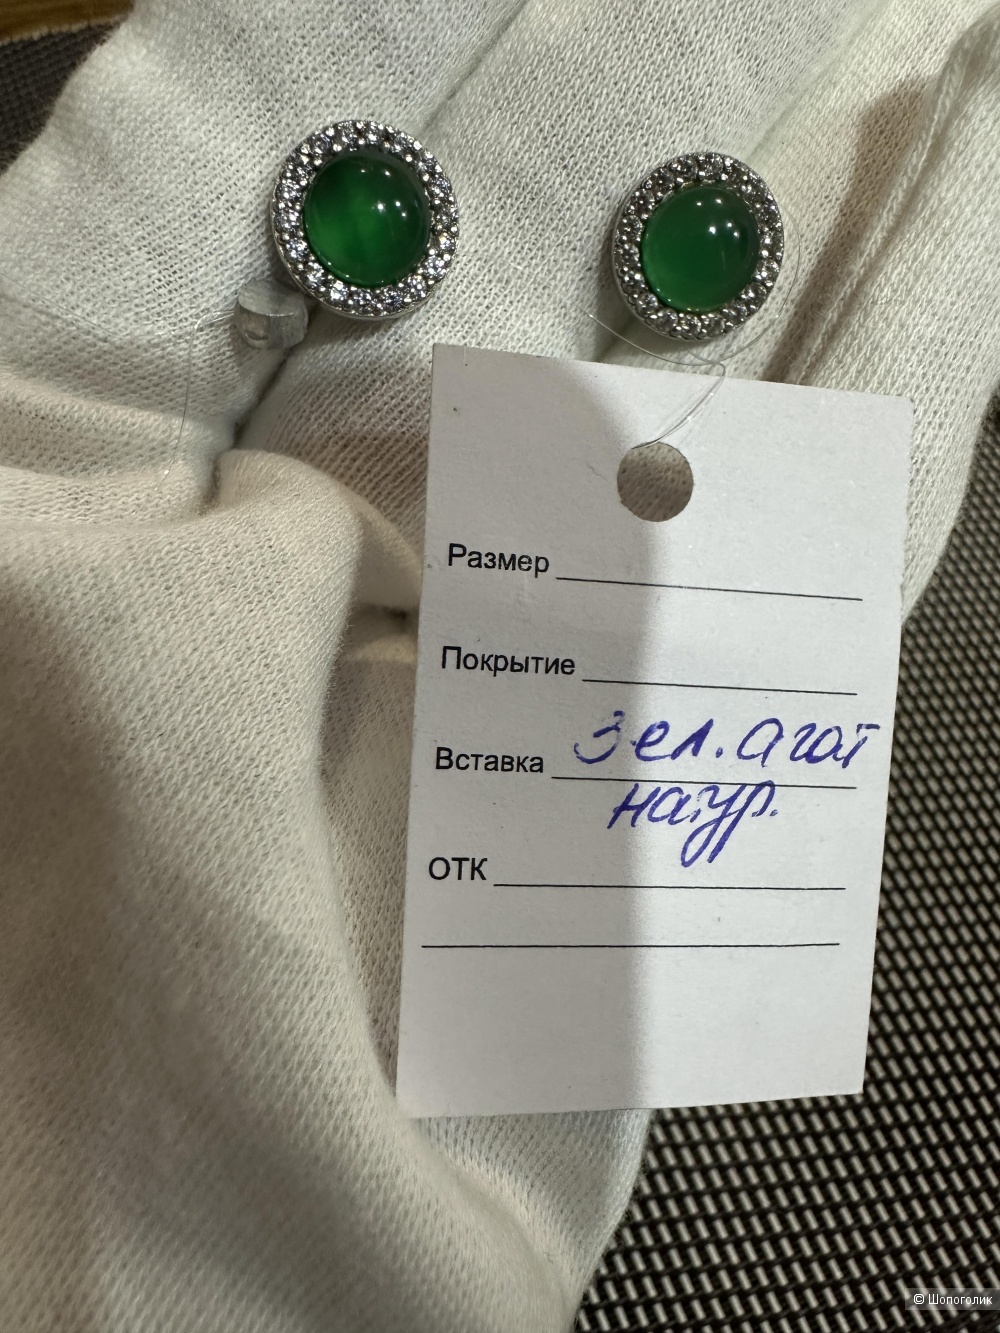 Размер
Покрытие
Вставка зел. агат
натур.
ОТК
© Шопоголик